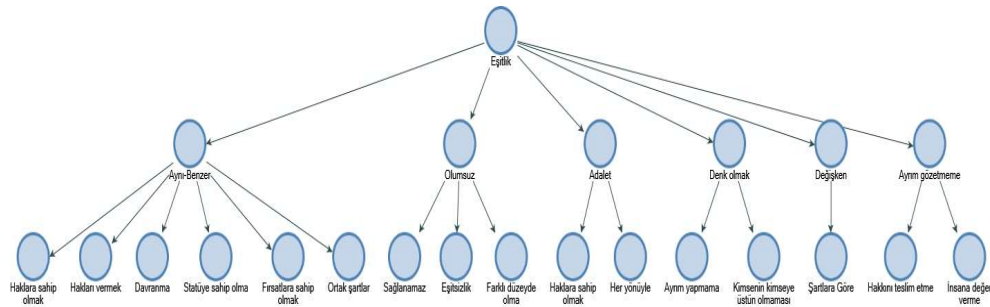 Eşitlik
Aynı-Benzer
Olumsuz
Adalet
Denk olmak
Değişken
Ayrım gözetmeme
Haklara sahip
olmak
Hakları vermek
Davranma
Statüye sahip olma
Fırsatlara sahip
olmak
Ortak şartlar
Sağlanamaz
Eşitsizlik
Farklı düzeyde
olma
Haklara sahip
olmak
Her yönüyle
Ayrım yapmama
Kimsenin kimseye
üstün olmaması
Şartlara Göre
Hakkını teslim etme
İnsana değer
verme